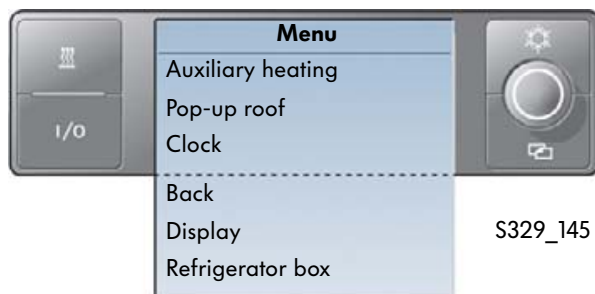 Menu
Auxiliary heating
Pop-up roof
I/O
Clock
Back
Display
S329_145
Refrigerator box